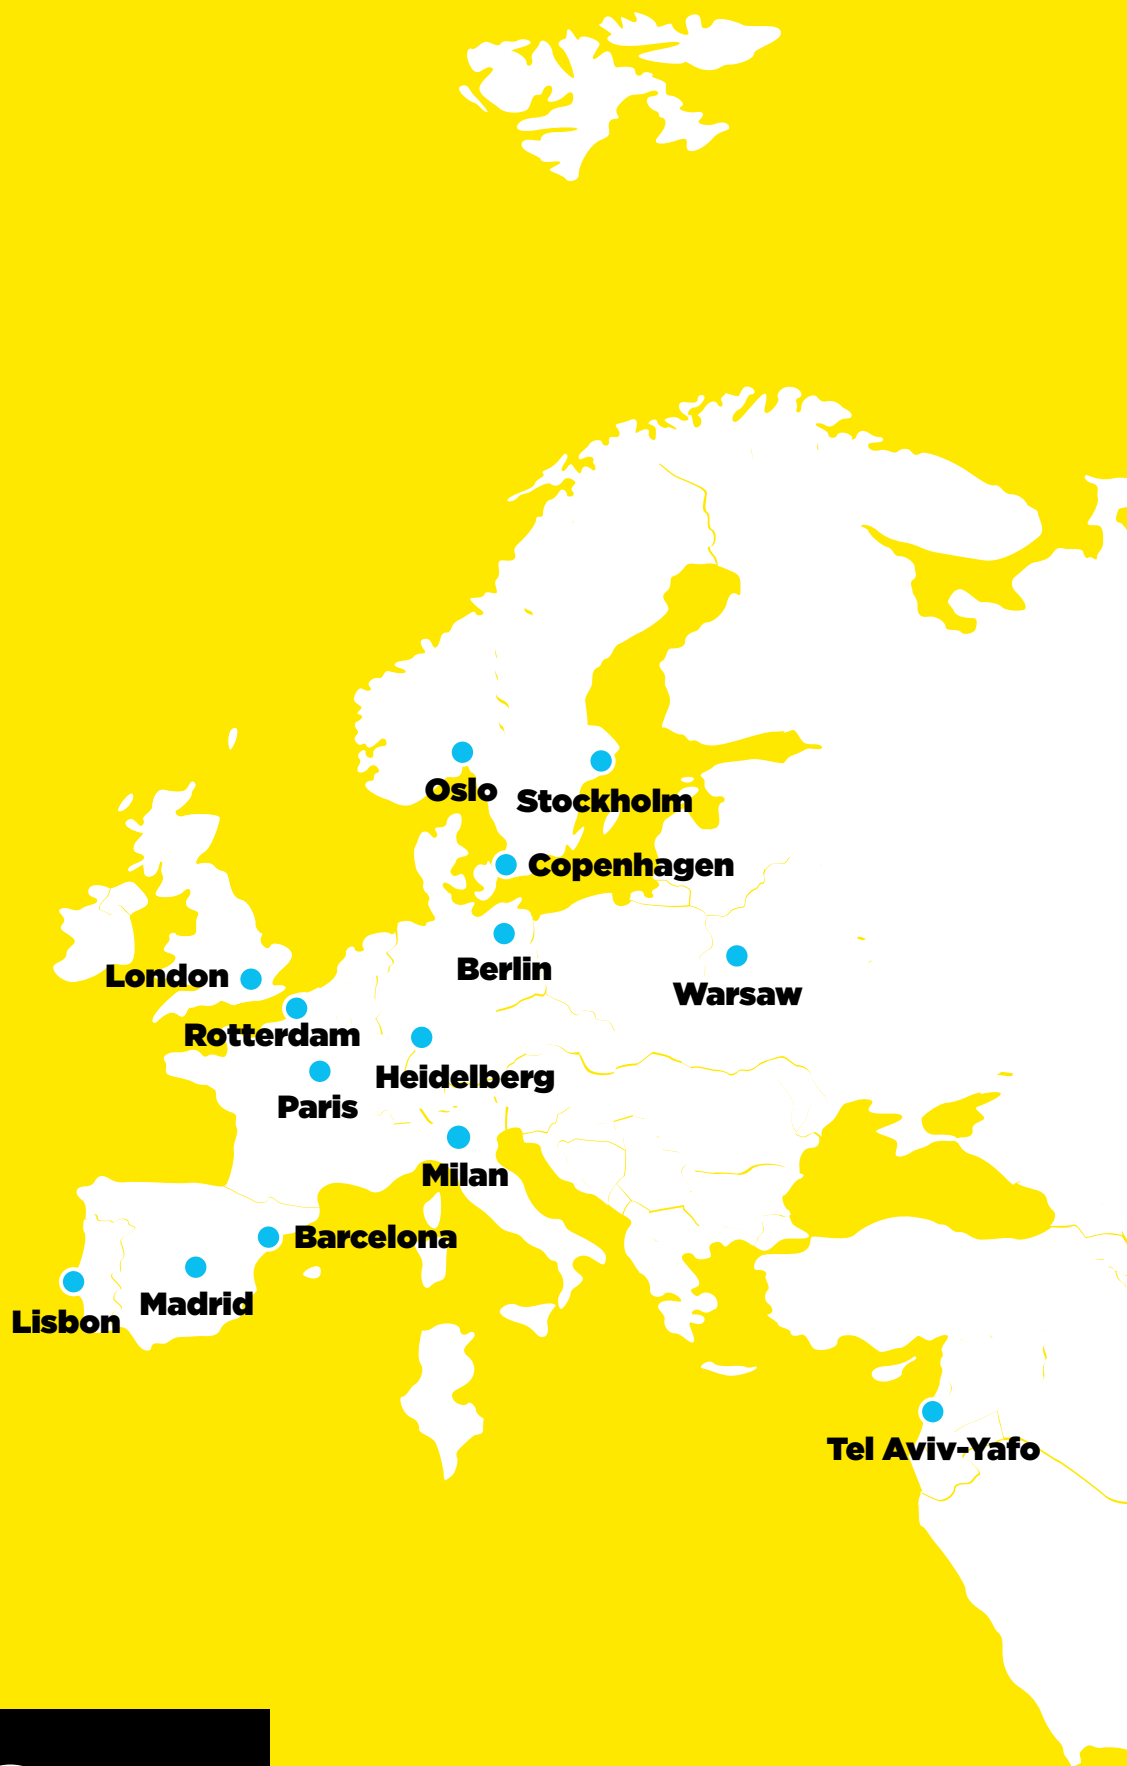 Oslo
Stockholm
Copenhagen
Berlin
London
Warsaw
Rotterdam
Heidelberg
Paris
Milan
Barcelona
Madrid
Lisbon
Tel Aviv-Yafo